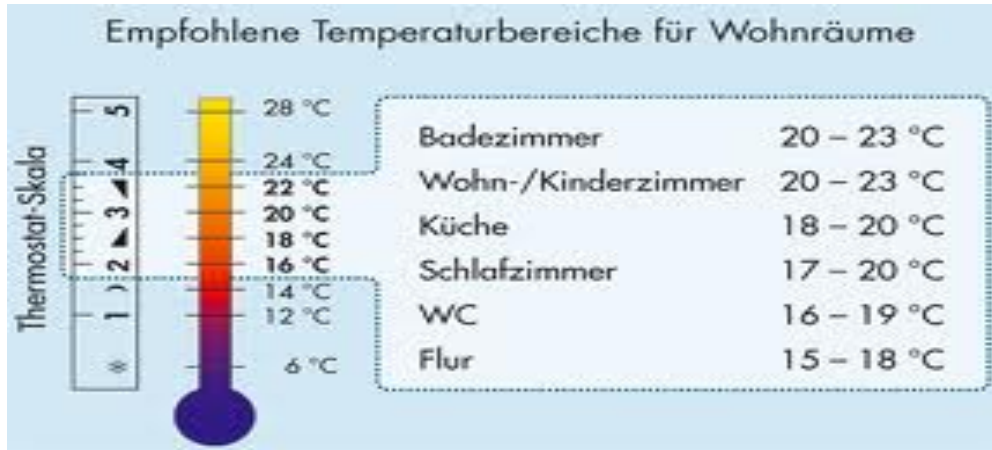 Empfohlene Temperaturbereiche für Wohnräume
Thermostat-Skala
5
4
3
2
1
28 °C
24 °C
22 °C
20 °C
18 °C
16 °C
14 °C
12 °C
6 °C
Badezimmer 20 – 23 °C
Wohn-/Kinderzimmer 20 – 23 °C
Küche 18 – 20 °C
Schlafzimmer 17 – 20 °C
WC 16 – 19 °C
Flur 15 – 18 °C